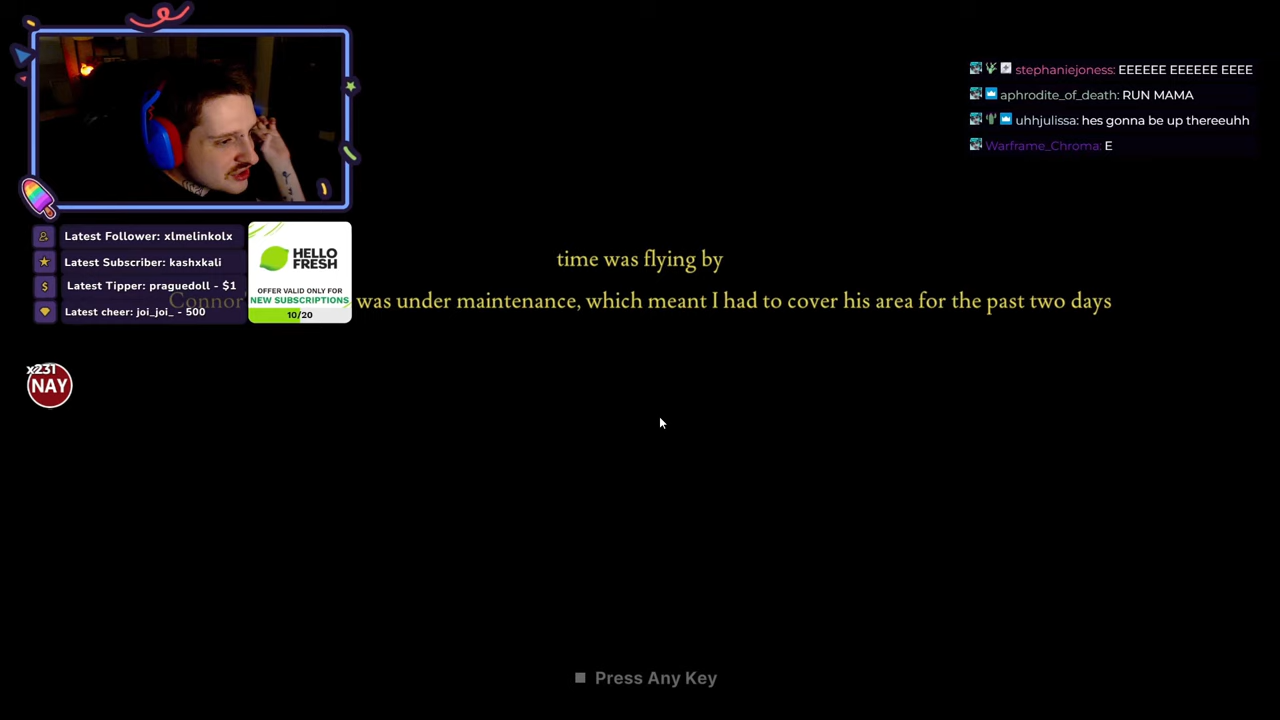 stephaniejoness: EEEEEE EEEEEE EEEE
aphrodite_of_death: RUN MAMA
uhhjulissa: hes gonna be up thereeuhh
Warframe_Chroma: E
Latest Follower: xlmelinkolx
Latest Subscriber: kashxkali
Latest Tipper: praguedoll - $1
Latest cheer: joi_joi_ - 500
HELLO
FRESH
OFFER VALID ONLY FOR
NEW SUBSCRIPTIONS
10/20
time was flying by
Connor' was under maintenance, which meant I had to cover his area for the past two days
x231
NAY
Press Any Key